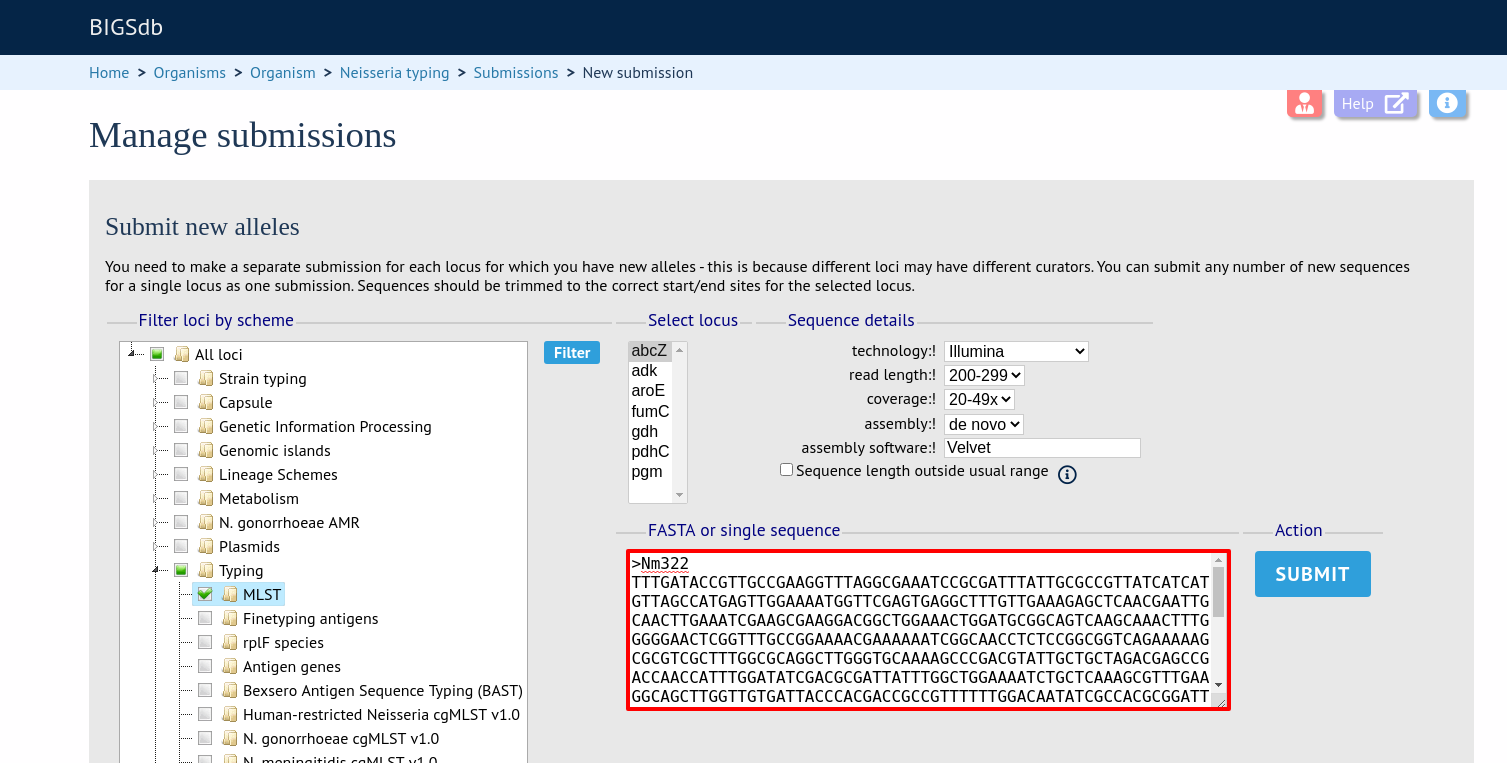 BIGSdb
Home > Organisms > Organism > Neisseria typing > Submissions > New submission
Help
Manage submissions
Submit new alleles
You need to make a separate submission for each locus for which you have new alleles - this is because different loci may have different curators. You can submit any number of new sequences
for a single locus as one submission. Sequences should be trimmed to the correct start/end sites for the selected locus.
Filter loci by scheme
All loci
Strain typing
Capsule
Genetic Information Processing
Genomic islands
Lineage Schemes
Metabolism
N. gonorrhoeae AMR
Plasmids
Typing
MLST
Finetyping antigens
rplF species
Antigen genes
Bexsero Antigen Sequence Typing (BAST)
Human-restricted Neisseria cgMLST v1.0
N. gonorrhoeae cgMLST v1.0
N. meningitidis cgMLST v1.0
Filter
Select locus
abcZ
adk
aroE
fumC
gdh
pdhC
pgm
Sequence details
technology:! Illumina
read length:! 200-299
coverage:! 20-49x
assembly:! de novo
assembly software:! Velvet
Sequence length outside usual range
FASTA or single sequence
>Nm322
TTTGATACCGTTGCCGAAGGTTTAGGCGAAATCCGCGATTTATTGCGCCGTTATCATCAT
GTTAGCCATGAGTTGGAAAATGGTTCGAGTGAGGCTTTGTTGAAAGAGCTCAACGAATTG
CAACTTGAAATCGAAGCGAAGGACGGCTGGAAACTGGATGCGGCAGTCAAGCAAACTTTG
GGGGAACTCGGTTTGCCGGAAAACGAAAAAATCGGCAACCTCTCCGGCGGTCAGAAAAAG
CGCGTCGCTTTGGCGCAGGCTTGGGTGCAAAAGCCCGACGTATTGCTGCTAGACGAGCCG
ACCAACCATTTGGATATCGACGCGATTATTTGGCTGGAAAATCTGCTCAAAGCGTTTGAA
GGCAGCTTGGTTGTGATTACCCACGACCGCCGTTTTTTGGACAATATCGCCACGCGGATT
Action
SUBMIT